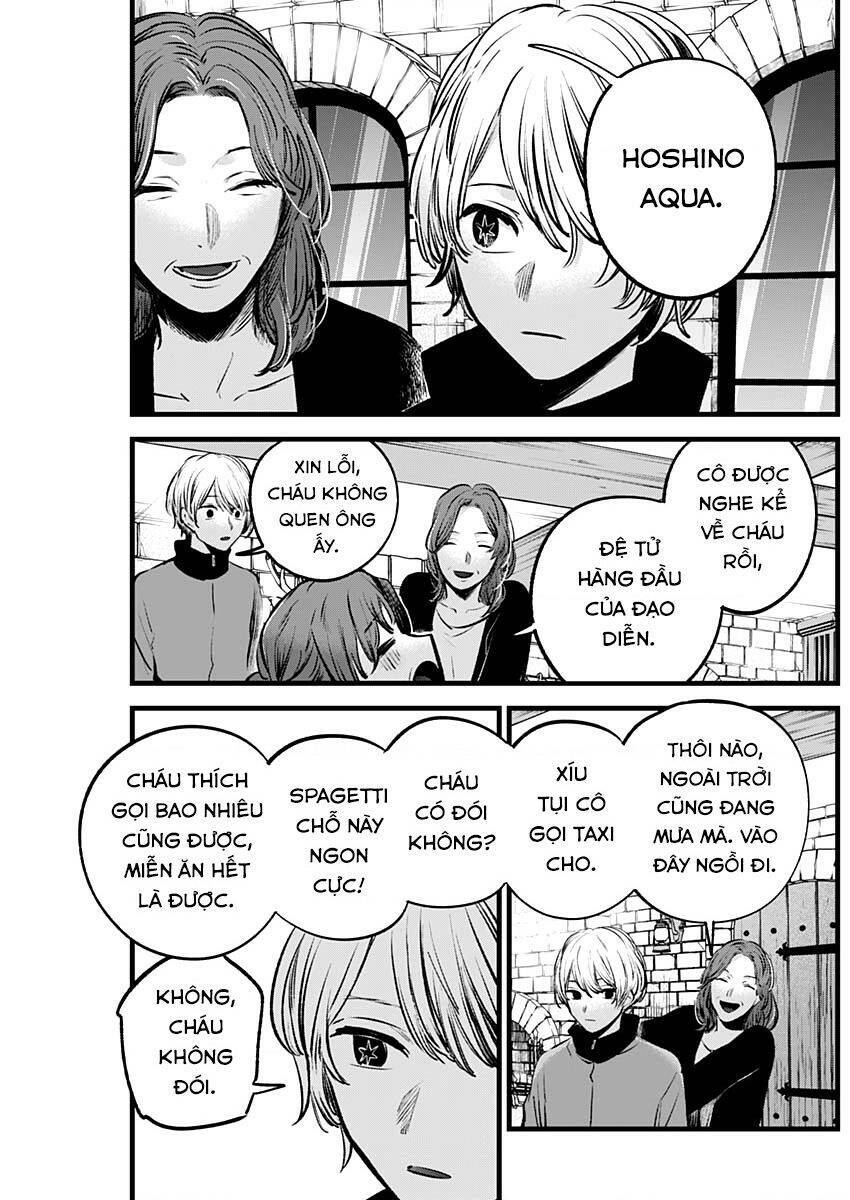 HOSHINO
AQUA.
CÔ ĐƯỢC
NGHE KỂ
VỀ CHÁU
RỒI,
ĐỆ TỬ
HÀNG ĐẦU
CỦA ĐẠO
DIỄN.
XIN LỖI,
CHÁU KHÔNG
QUEN ÔNG
ẤY.
THÔI NÀO,
NGOÀI TRỜI
CŨNG ĐANG
MƯA MÀ. VÀO
ĐÂY NGỒI ĐI.
XÍU
TỤI CÔ
GỌI TAXI
CHO.
CHÁU
CÓ ĐÓI
KHÔNG?
SPAGETTI
CHỖ NÀY
NGON
CỰC!
CHÁU THÍCH
GỌI BAO NHIÊU
CŨNG ĐƯỢC,
MIỄN ĂN HẾT
LÀ ĐƯỢC.
KHÔNG,
CHÁU
KHÔNG
ĐÓI.